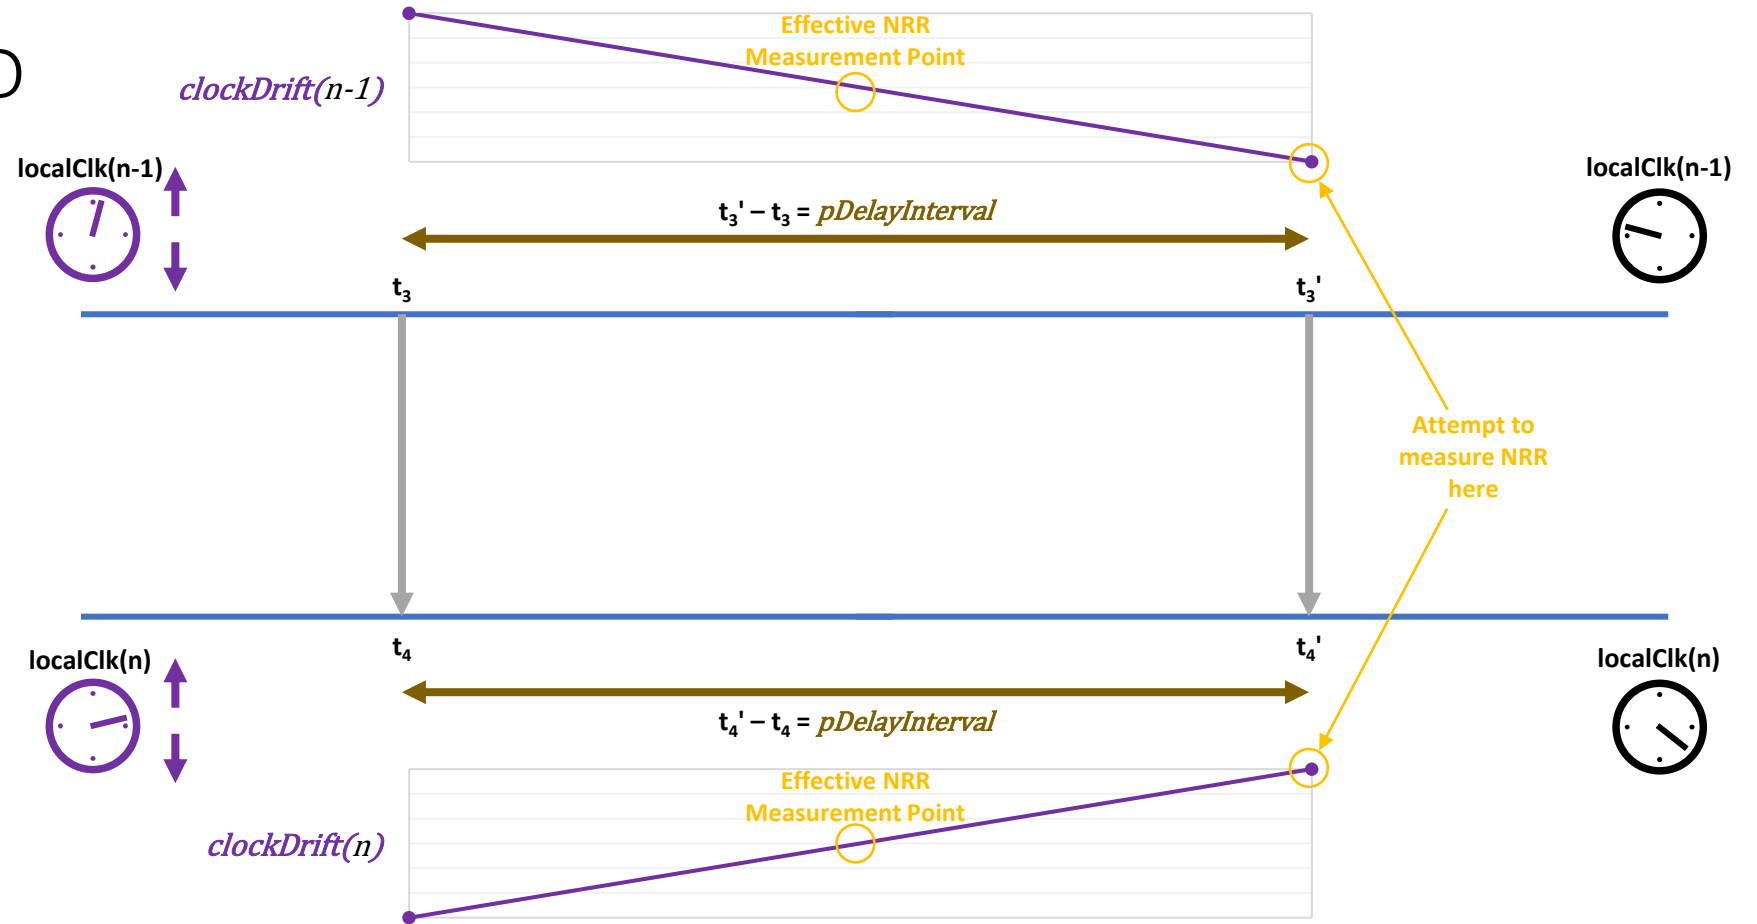 D
Effective NRR
Measurement Point
clockDrift(n-1)
localClk(n-1)
localClk(n-1)
t₃' – t₃ = pDelayInterval
t₃
t₃'
Attempt to
measure NRR
here
t₄
t₄'
localClk(n)
localClk(n)
t₄' – t₄ = pDelayInterval
Effective NRR
Measurement Point
clockDrift(n)